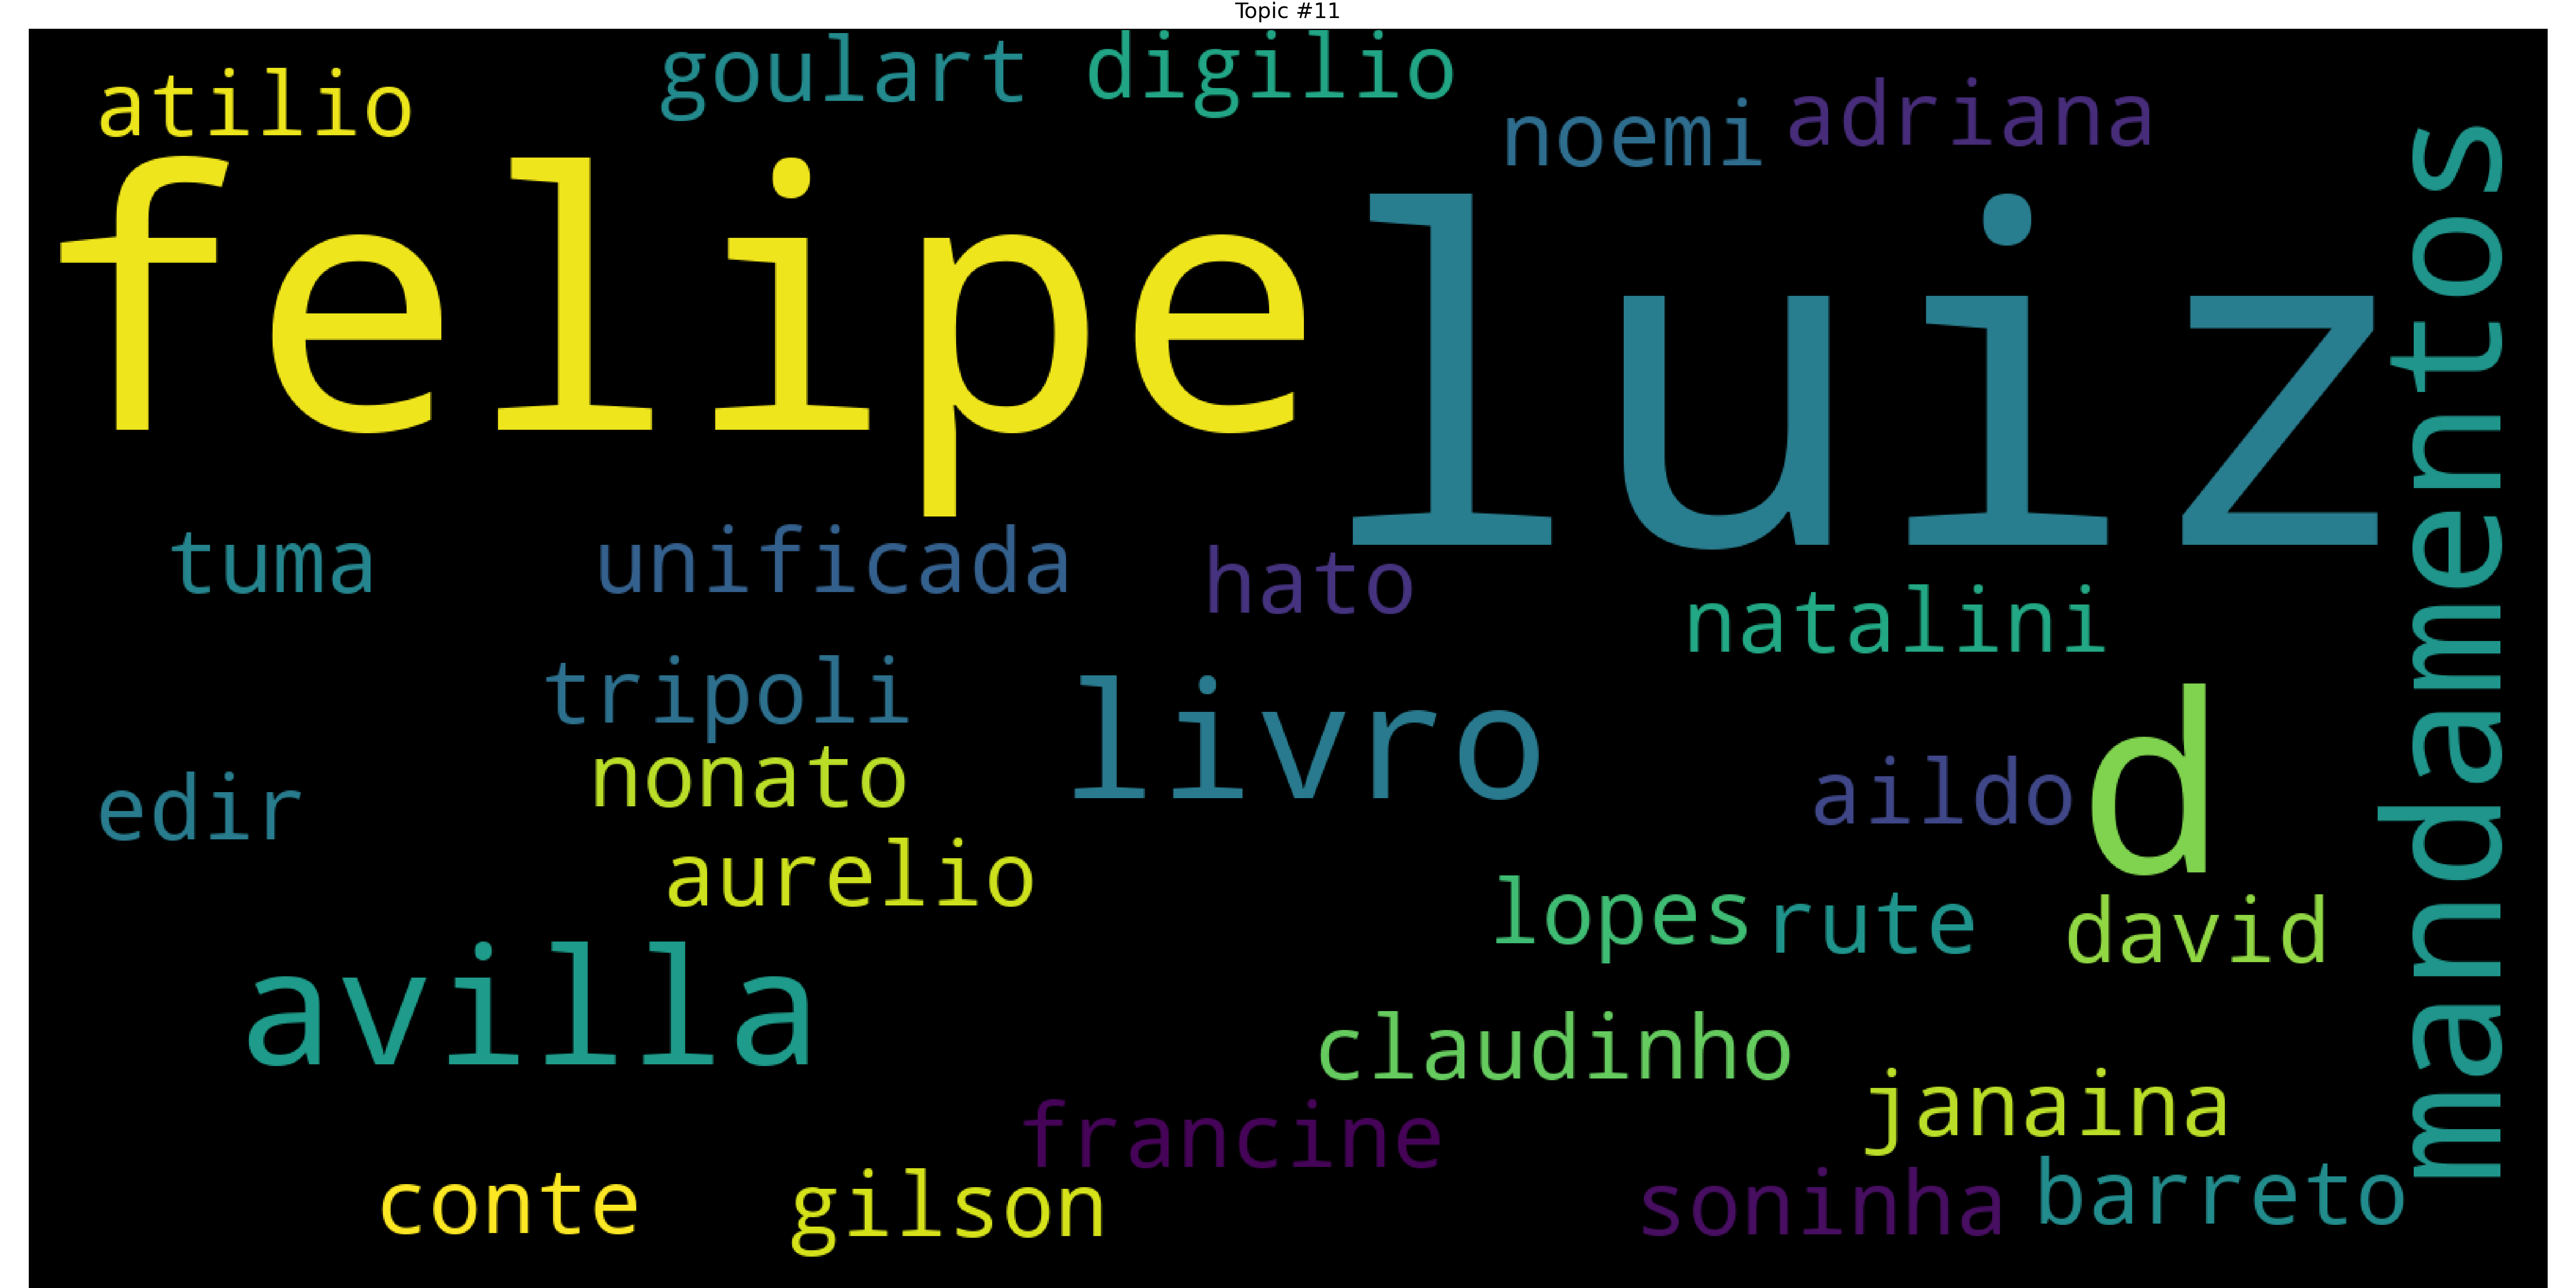 Topic #11
atilio
goulart
digilio
noemi
adriana
felipe
luiz
mandamentos
tuma
unificada
hato
natalini
tripoli
livro
d
nonato
edir
aildo
aurelio
lopes
rute
david
avilla
claudinho
janaina
francine
conte
gilson
soninha
barreto